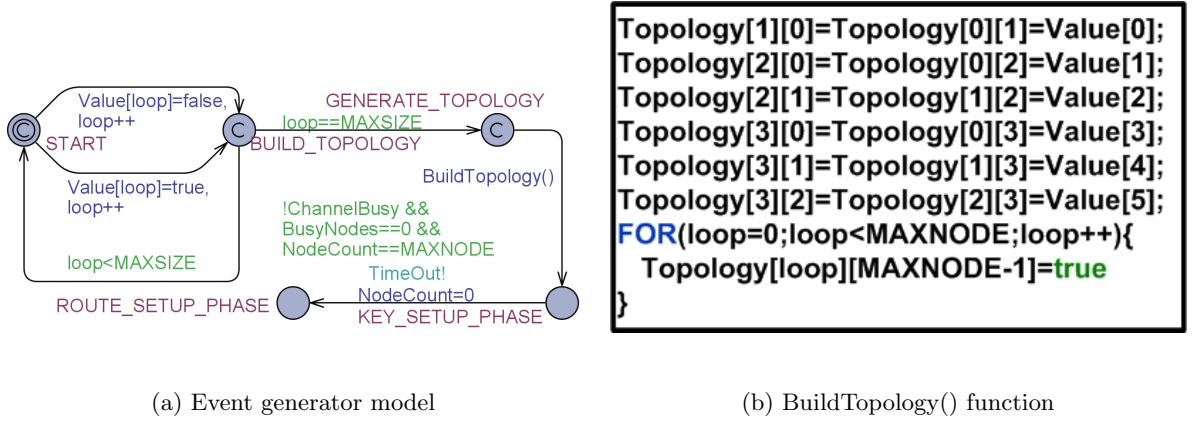 Value[loop]=false,
loop++
START
Value[loop]=true,
loop++
loop<MAXSIZE
C
C
C
GENERATE_TOPOLOGY
loop==MAXSIZE
BUILD_TOPOLOGY
BuildTopology()
!ChannelBusy &&
BusyNodes==0 &&
NodeCount==MAXNODE
TimeOut!
NodeCount=0
ROUTE_SETUP_PHASE
KEY_SETUP_PHASE
(a) Event generator model
Topology[1][0]=Topology[0][1]=Value[0];
Topology[2][0]=Topology[0][2]=Value[1];
Topology[2][1]=Topology[1][2]=Value[2];
Topology[3][0]=Topology[0][3]=Value[3];
Topology[3][1]=Topology[1][3]=Value[4];
Topology[3][2]=Topology[2][3]=Value[5];
FOR(loop=0;loop<MAXNODE;loop++){
Topology[loop][MAXNODE-1]=true
}
(b) BuildTopology() function